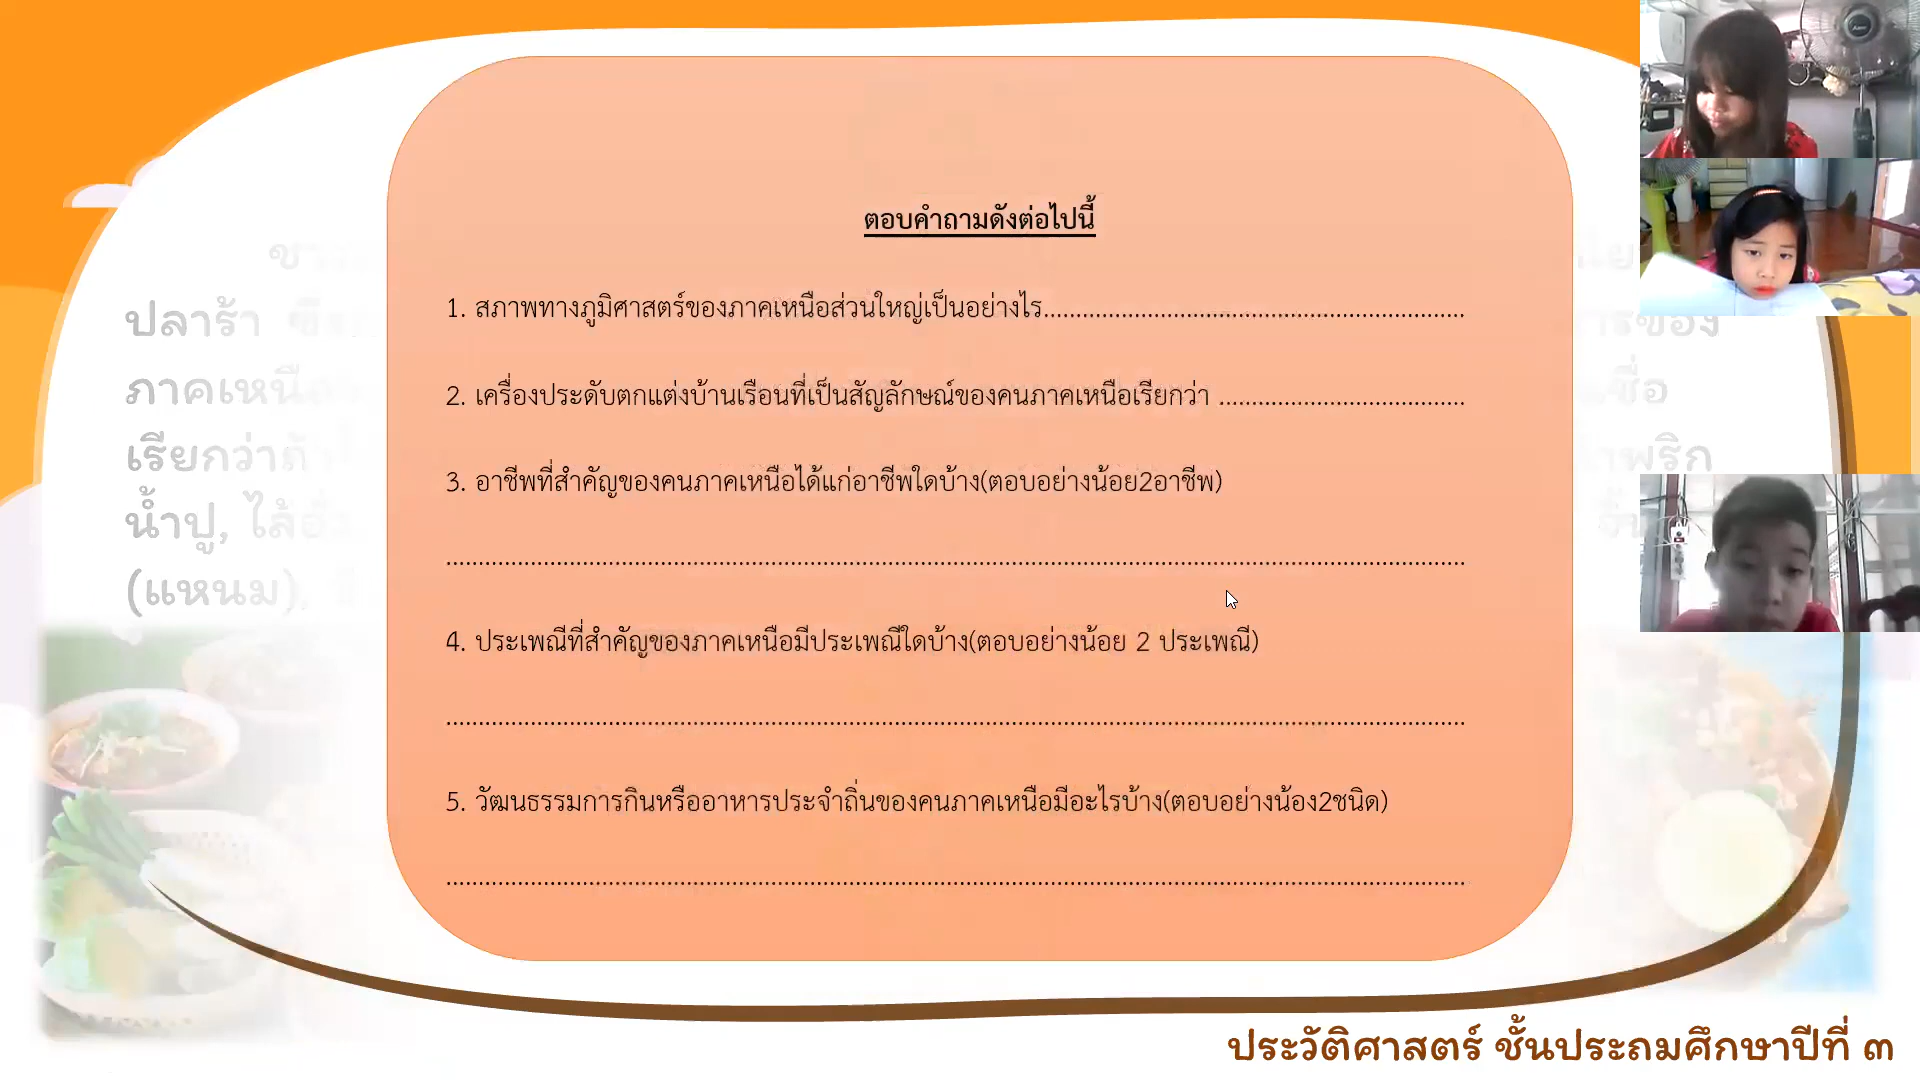 ตอบคำถามดังต่อไปนี้
1. สภาพทางภูมิศาสตร์ของภาคเหนือส่วนใหญ่เป็นอย่างไร.................................................................
2. เครื่องประดับตกแต่งบ้านเรือนที่เป็นสัญลักษณ์ของคนภาคเหนือเรียกว่า ......................................
3. อาชีพที่สำคัญของคนภาคเหนือได้แก่อาชีพใดบ้าง(ตอบอย่างน้อย2อาชีพ)
................................................................................................................................................................
4. ประเพณีที่สำคัญของภาคเหนือมีประเพณีใดบ้าง(ตอบอย่างน้อย 2 ประเพณี)
................................................................................................................................................................
5. วัฒนธรรมการกินหรืออาหารประจำถิ่นของคนภาคเหนือมีอะไรบ้าง(ตอบอย่างน้อง2ชนิด)
................................................................................................................................................................
ปลาร้า
ภาคเหนือ
เรียกว่า
น้ำปู,
(แหนม),
ประวัติศาสตร์ ชั้นประถมศึกษาปีที่ ๓